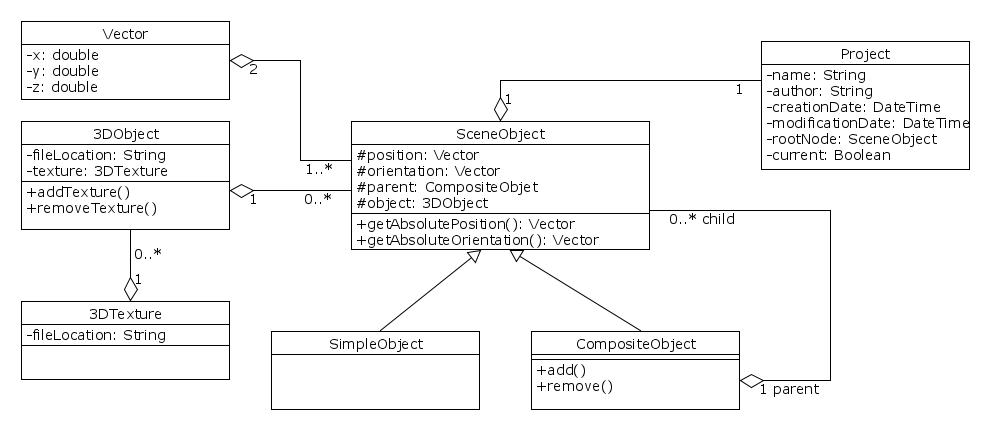 Vector
-x: double
-y: double
-z: double
2
1..*
3DObject
-fileLocation: String
-texture: 3DTexture
+addTexture()
+removeTexture()
1
0..*
0..*
1
3DTexture
-fileLocation: String
SceneObject
#position: Vector
#orientation: Vector
#parent: CompositeObjet
#object: 3DObject
+getAbsolutePosition(): Vector
+getAbsoluteOrientation(): Vector
1
1
Project
-name: String
-author: String
-creationDate: DateTime
-modificationDate: DateTime
-rootNode: SceneObject
-current: Boolean
0..* child
SimpleObject
CompositeObject
+add()
+remove()
1 parent